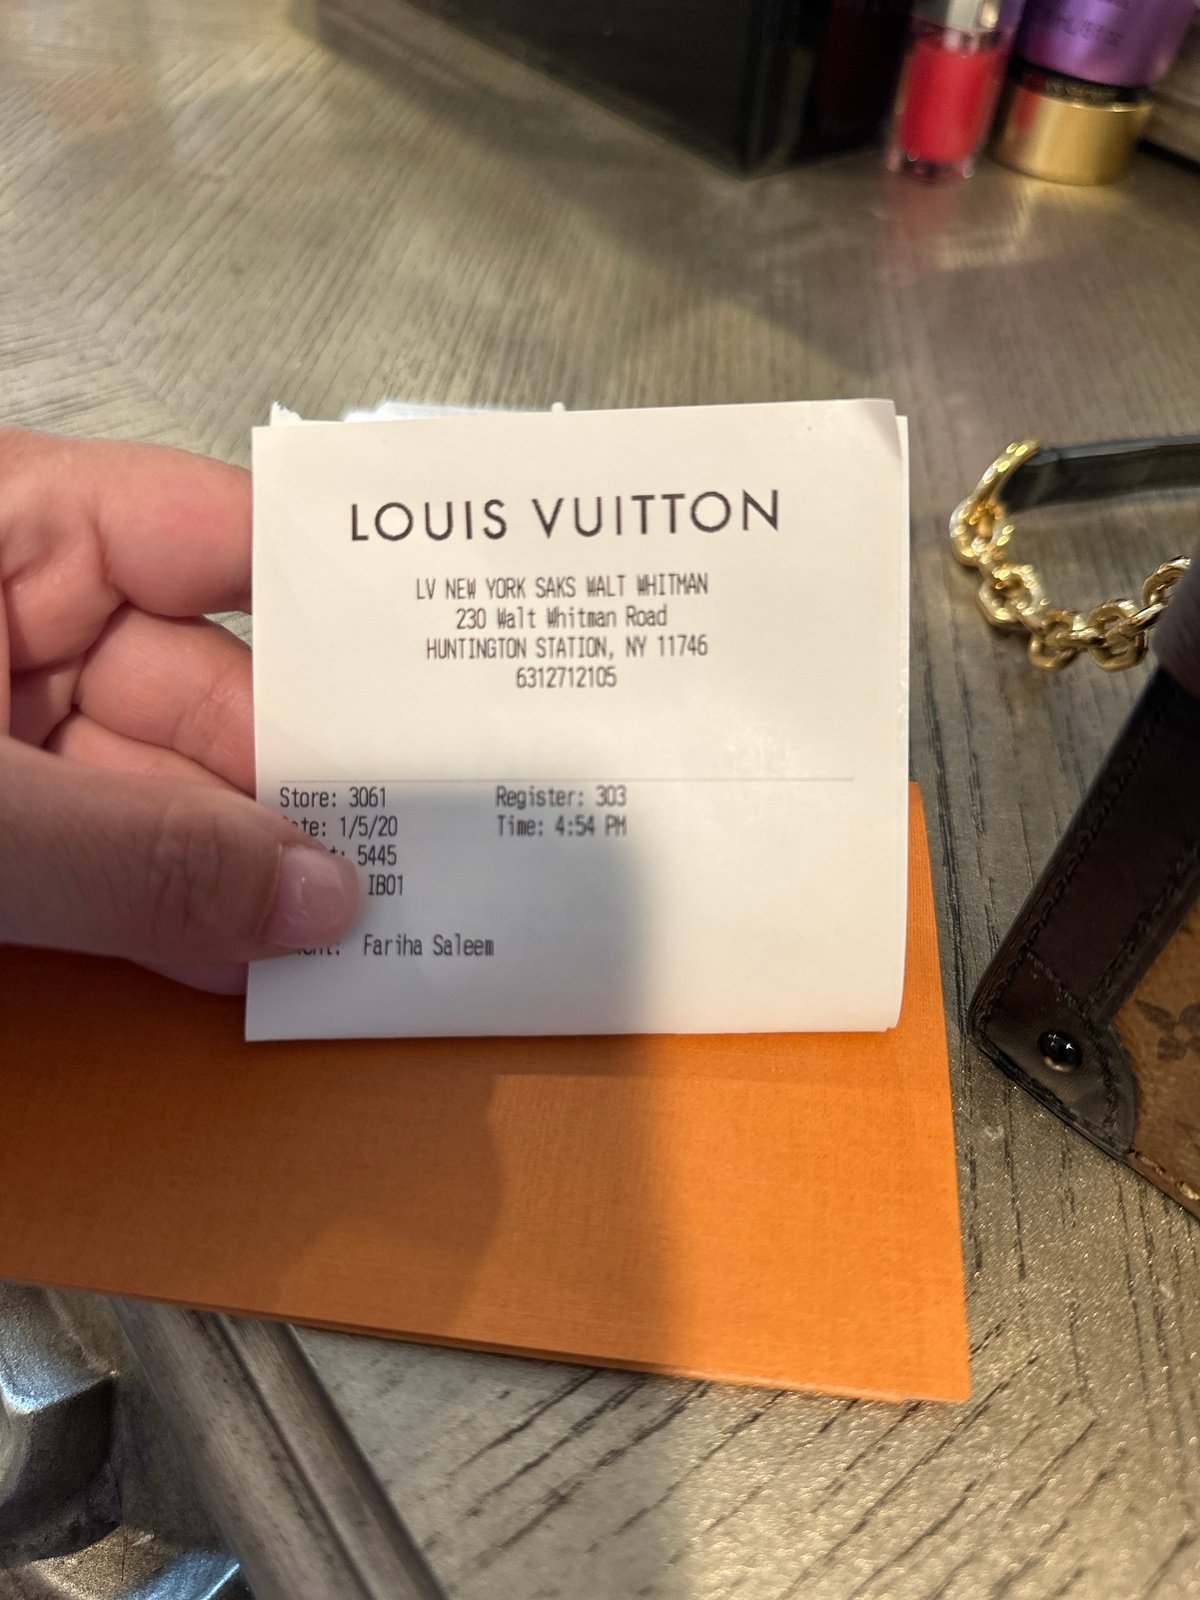 LOUIS VUITTON
LV NEW YORK SAKS WALT WHITMAN
230 Walt Whitman Road
HUNTINGTON STATION, NY 11746
6312712105
Store: 3061 Register: 303
te: 1/5/20 Time: 4:54 PM
t: 5445
IB01
Fariha Saleem